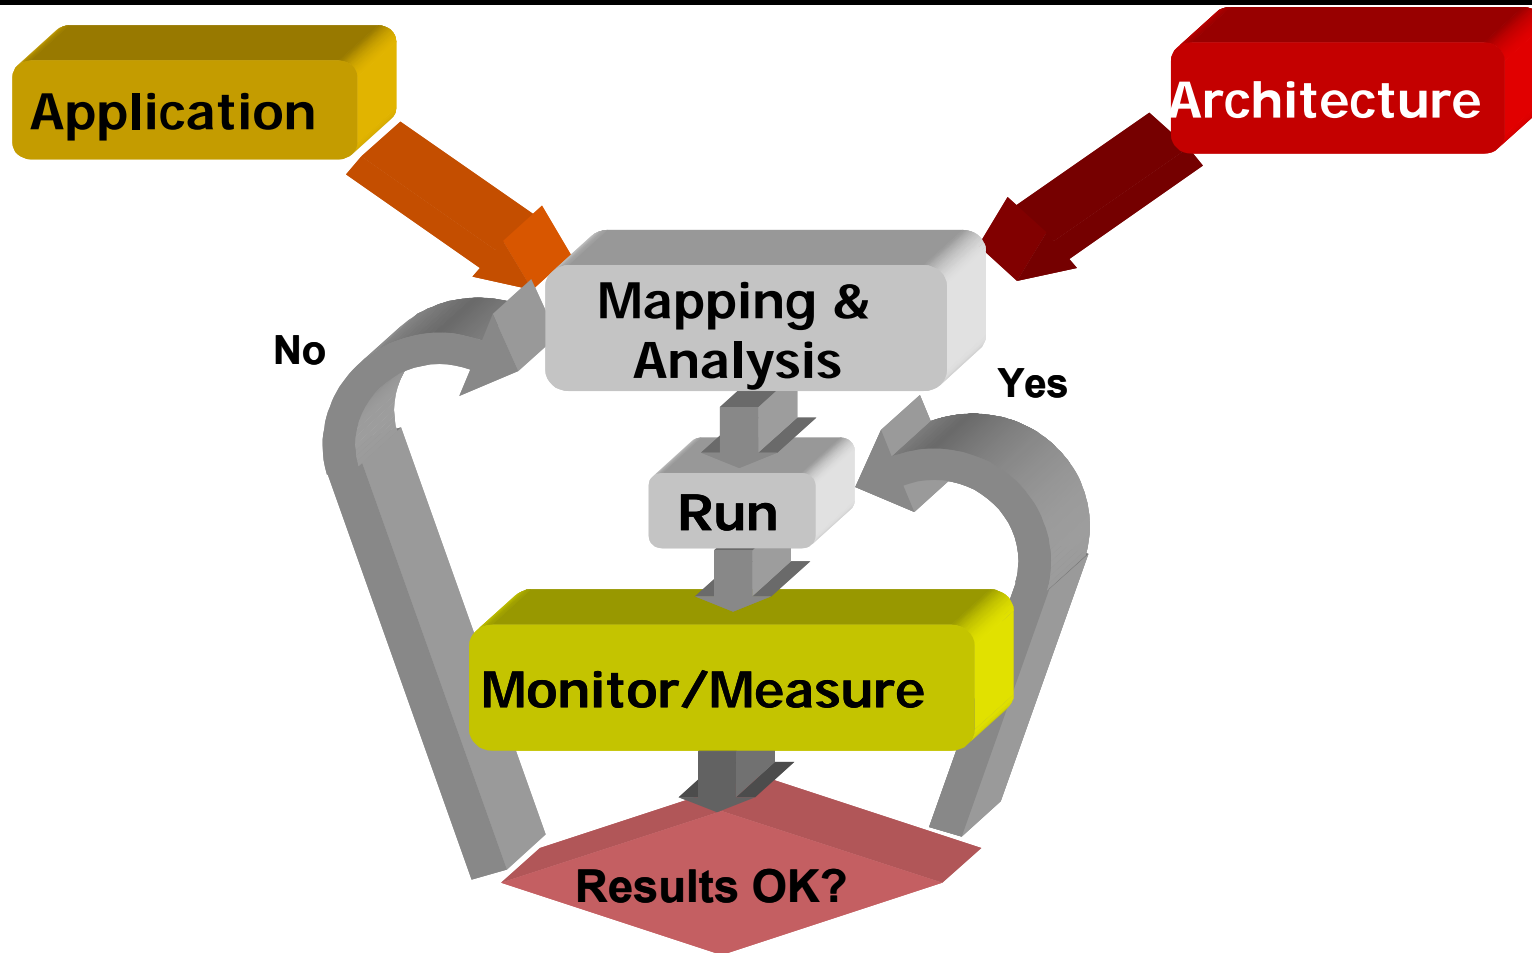 Application
Architecture
Mapping &
Analysis
No
Yes
Run
Monitor/Measure
Results OK?